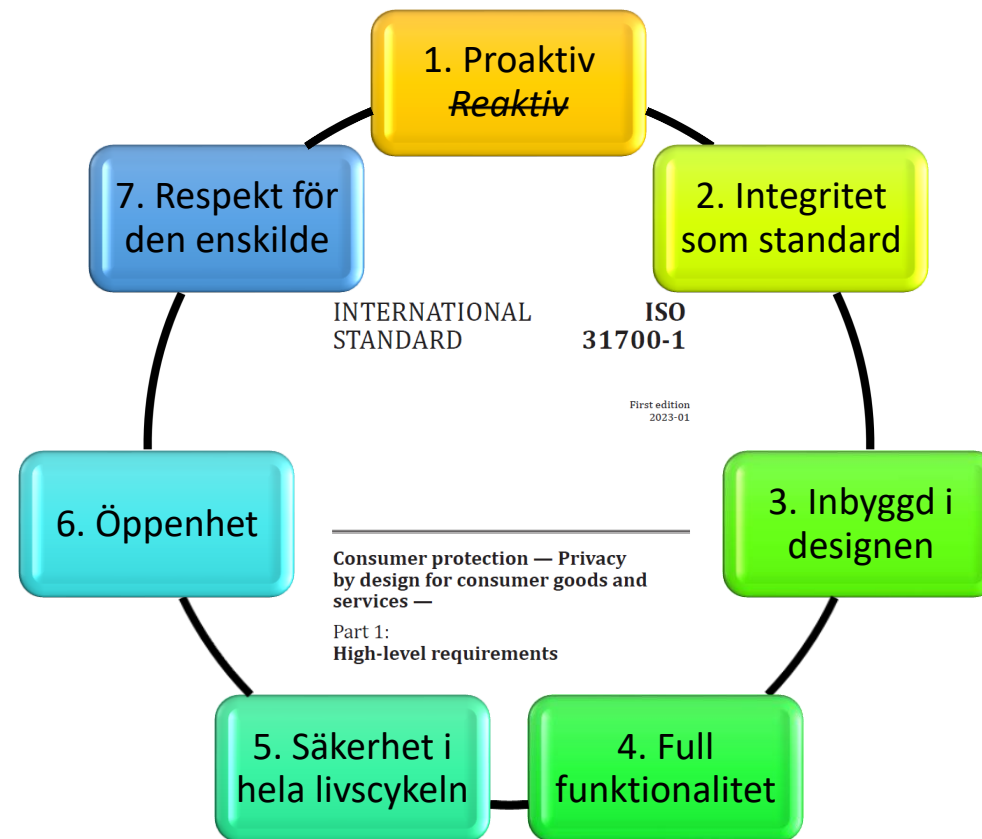 1. Proaktiv
Reaktiv
2. Integritet
som standard
3. Inbyggd i
designen
4. Full
funktionalitet
5. Säkerhet i
hela livscykeln
6. Öppenhet
7. Respekt för
den enskilde
INTERNATIONAL STANDARD
ISO 31700-1
First edition
2023-01
Consumer protection — Privacy
by design for consumer goods and
services —
Part 1:
High-level requirements